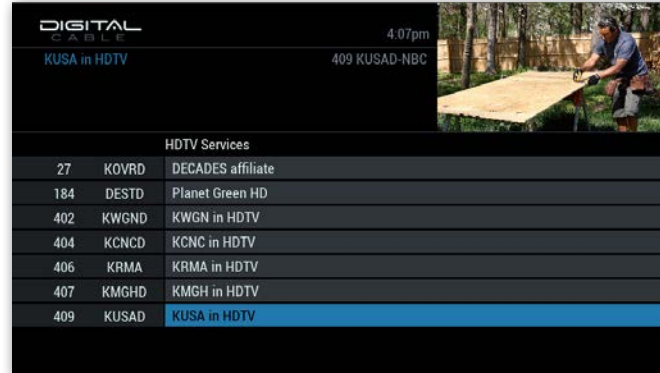 DIGITAL
CABLE
4:07pm
KUSA in HDTV 409 KUSAD-NBC
HDTV Services
27 KOVRD DECADES affiliate
184 DESTD Planet Green HD
402 KWGND KWGN in HDTV
404 KCNCD KCNC in HDTV
406 KRMA KRMA in HDTV
407 KMGHD KMGH in HDTV
409 KUSAD KUSA in HDTV